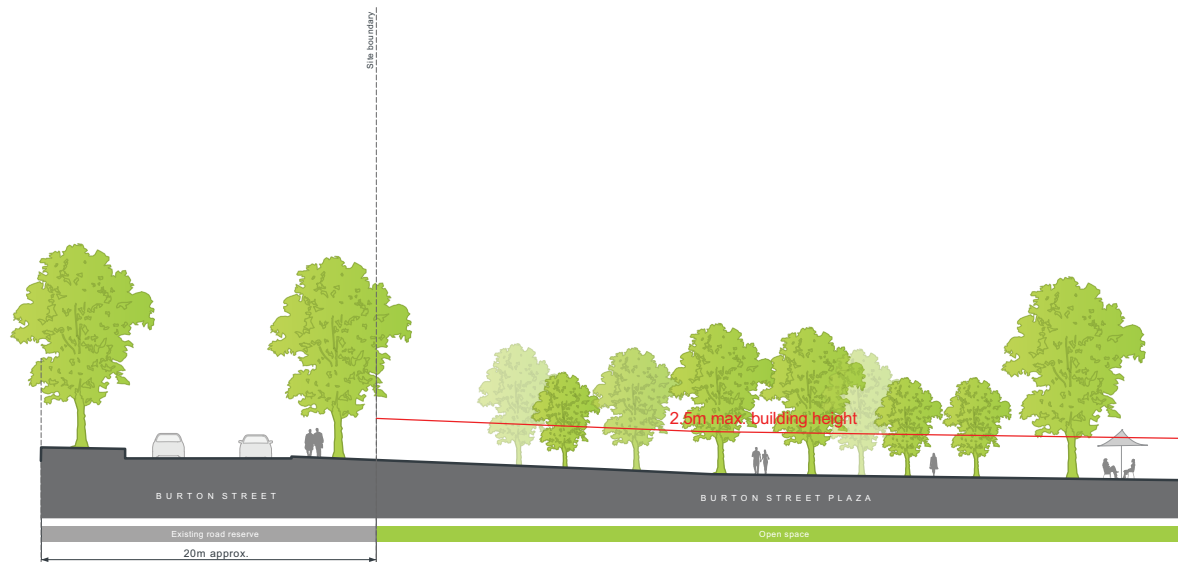 Site boundary
2.5m max. building height
BURTON STREET
BURTON STREET PLAZA
Existing road reserve
Open space
20m approx.